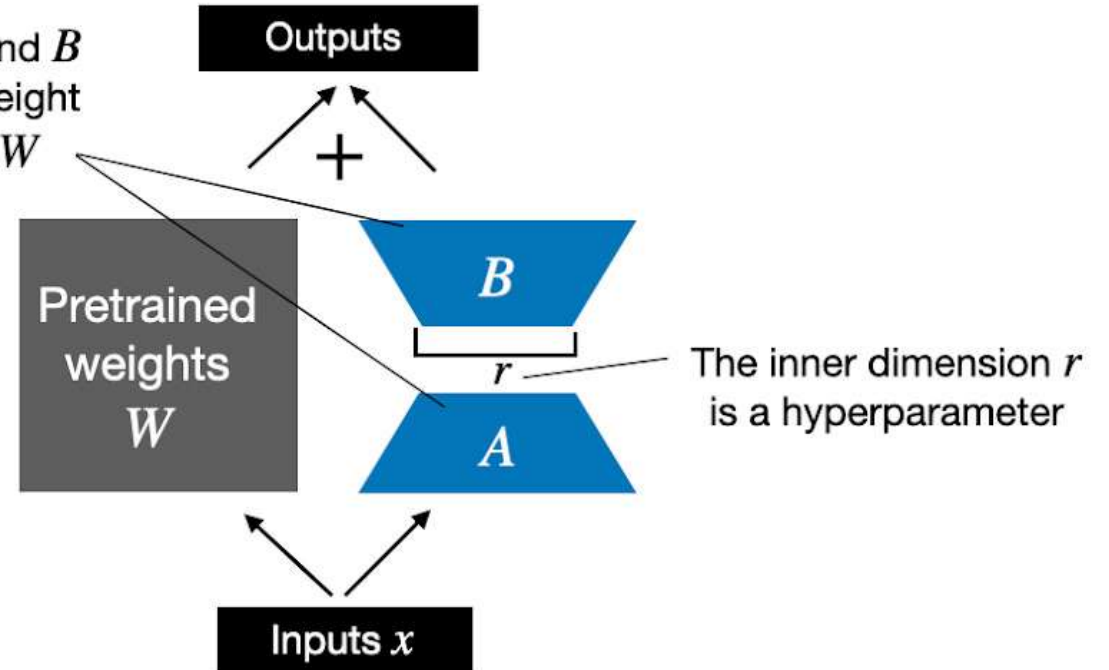 Outputs
nd B
eight
W
+
Pretrained
weights
W
B
r
The inner dimension r
is a hyperparameter
A
Inputs x